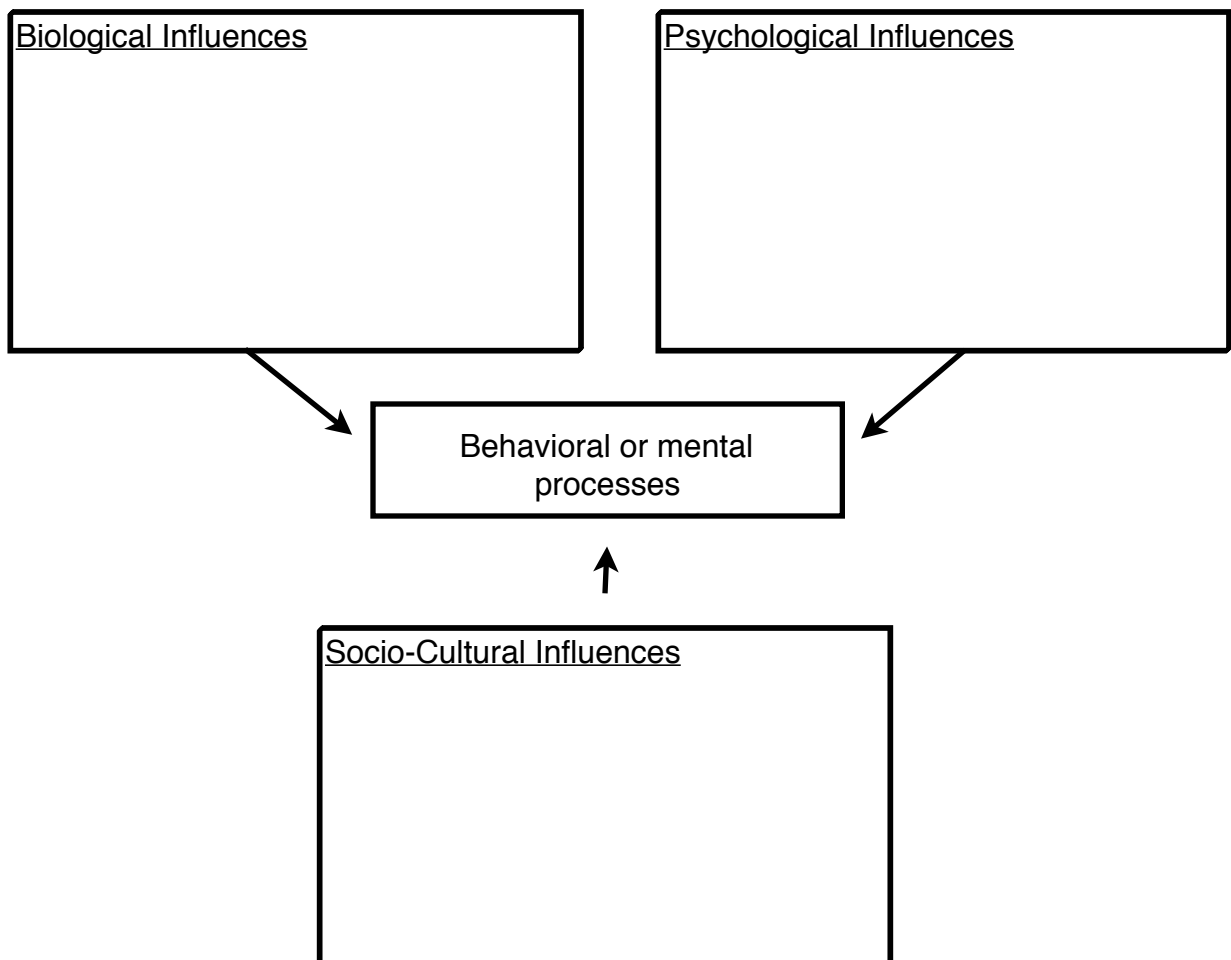 Biological Influences
Psychological Influences
Behavioral or mental
processes
Socio-Cultural Influences